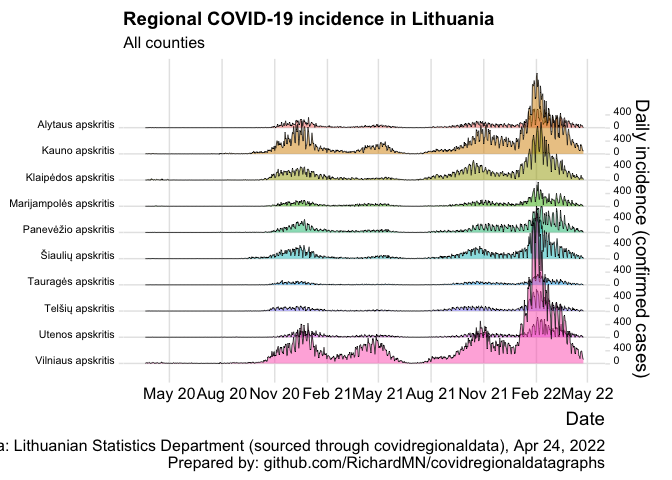 Regional COVID-19 incidence in Lithuania
All counties
Alytaus apskritis
Kauno apskritis
Klaipėdos apskritis
Marijampolės apskritis
Panevėžio apskritis
Šiaulių apskritis
Tauragės apskritis
Telšių apskritis
Utenos apskritis
Vilniaus apskritis
400
0
400
0
400
0
400
0
400
0
400
0
400
0
400
0
400
0
400
0
Daily incidence (confirmed cases)
May 20 Aug 20 Nov 20 Feb 21 May 21 Aug 21 Nov 21 Feb 22 May 22
Date
a: Lithuanian Statistics Department (sourced through covidregionaldata), Apr 24, 2022
Prepared by: github.com/RichardMN/covidregionaldatagraphs